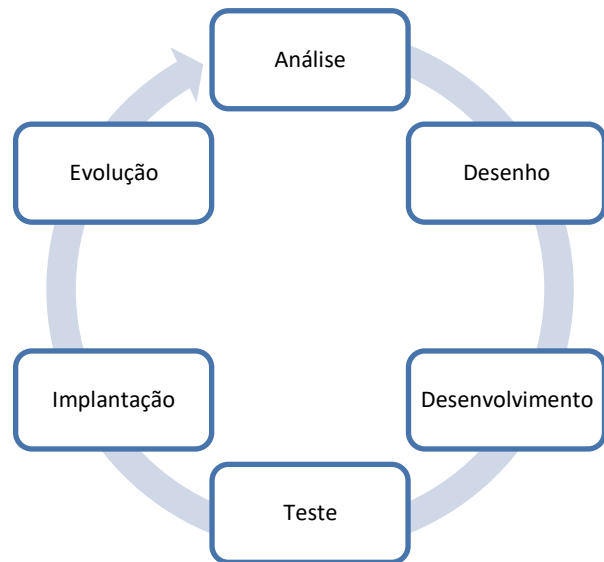 Análise
Desenho
Desenvolvimento
Teste
Implantação
Evolução